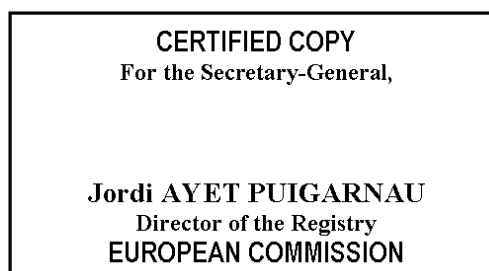 CERTIFIED COPY
For the Secretary-General,
Jordi AYET PUIGARNAU
Director of the Registry
EUROPEAN COMMISSION